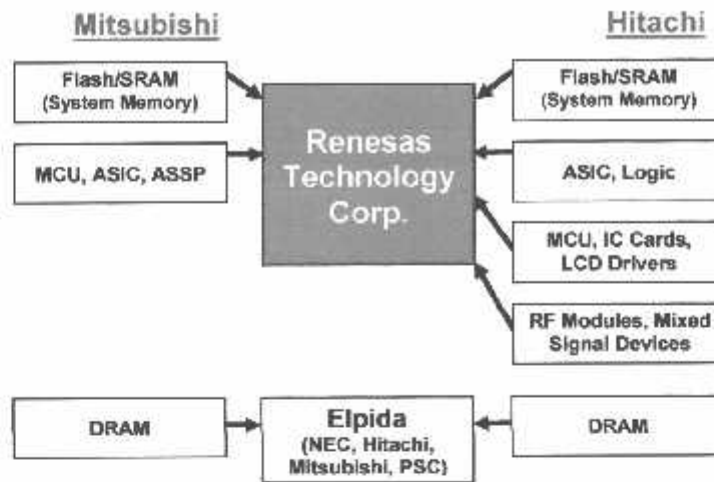 Mitsubishi
Hitachi
Flash/SRAM
(System Memory)
MCU, ASIC, ASSP
Renesas
Technology
Corp.
Flash/SRAM
(System Memory)
ASIC, Logic
MCU, IC Cards,
LCD Drivers
RF Modules, Mixed
Signal Devices
DRAM
Elpida
(NEC, Hitachi,
Mitsubishi, PSC)
DRAM